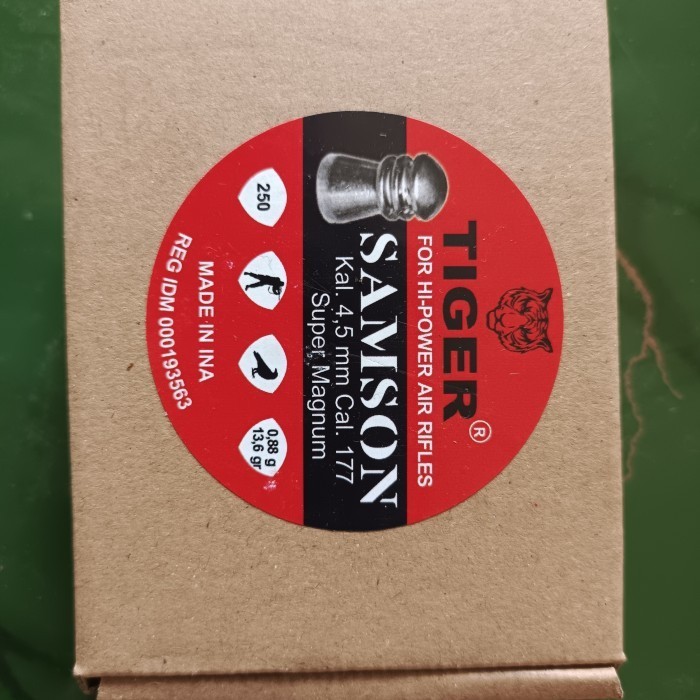 TIGER®
FOR HI-POWER AIR RIFLES
SAMSON
Kal. 4,5 mm Cal. 177
Super Magnum
250
0,88 g
13,6 gr
MADE IN INA
REG IDM 000193563